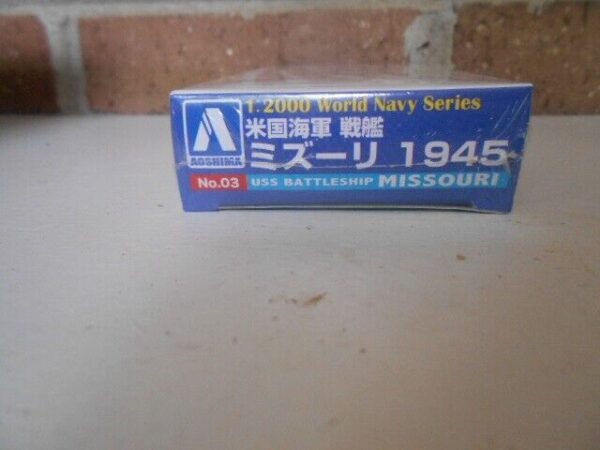 1:2000 World Navy Series
米国海軍 戦艦
ミズーリ 1945
AOSHIMA
No.03 USS BATTLESHIP MISSOURI